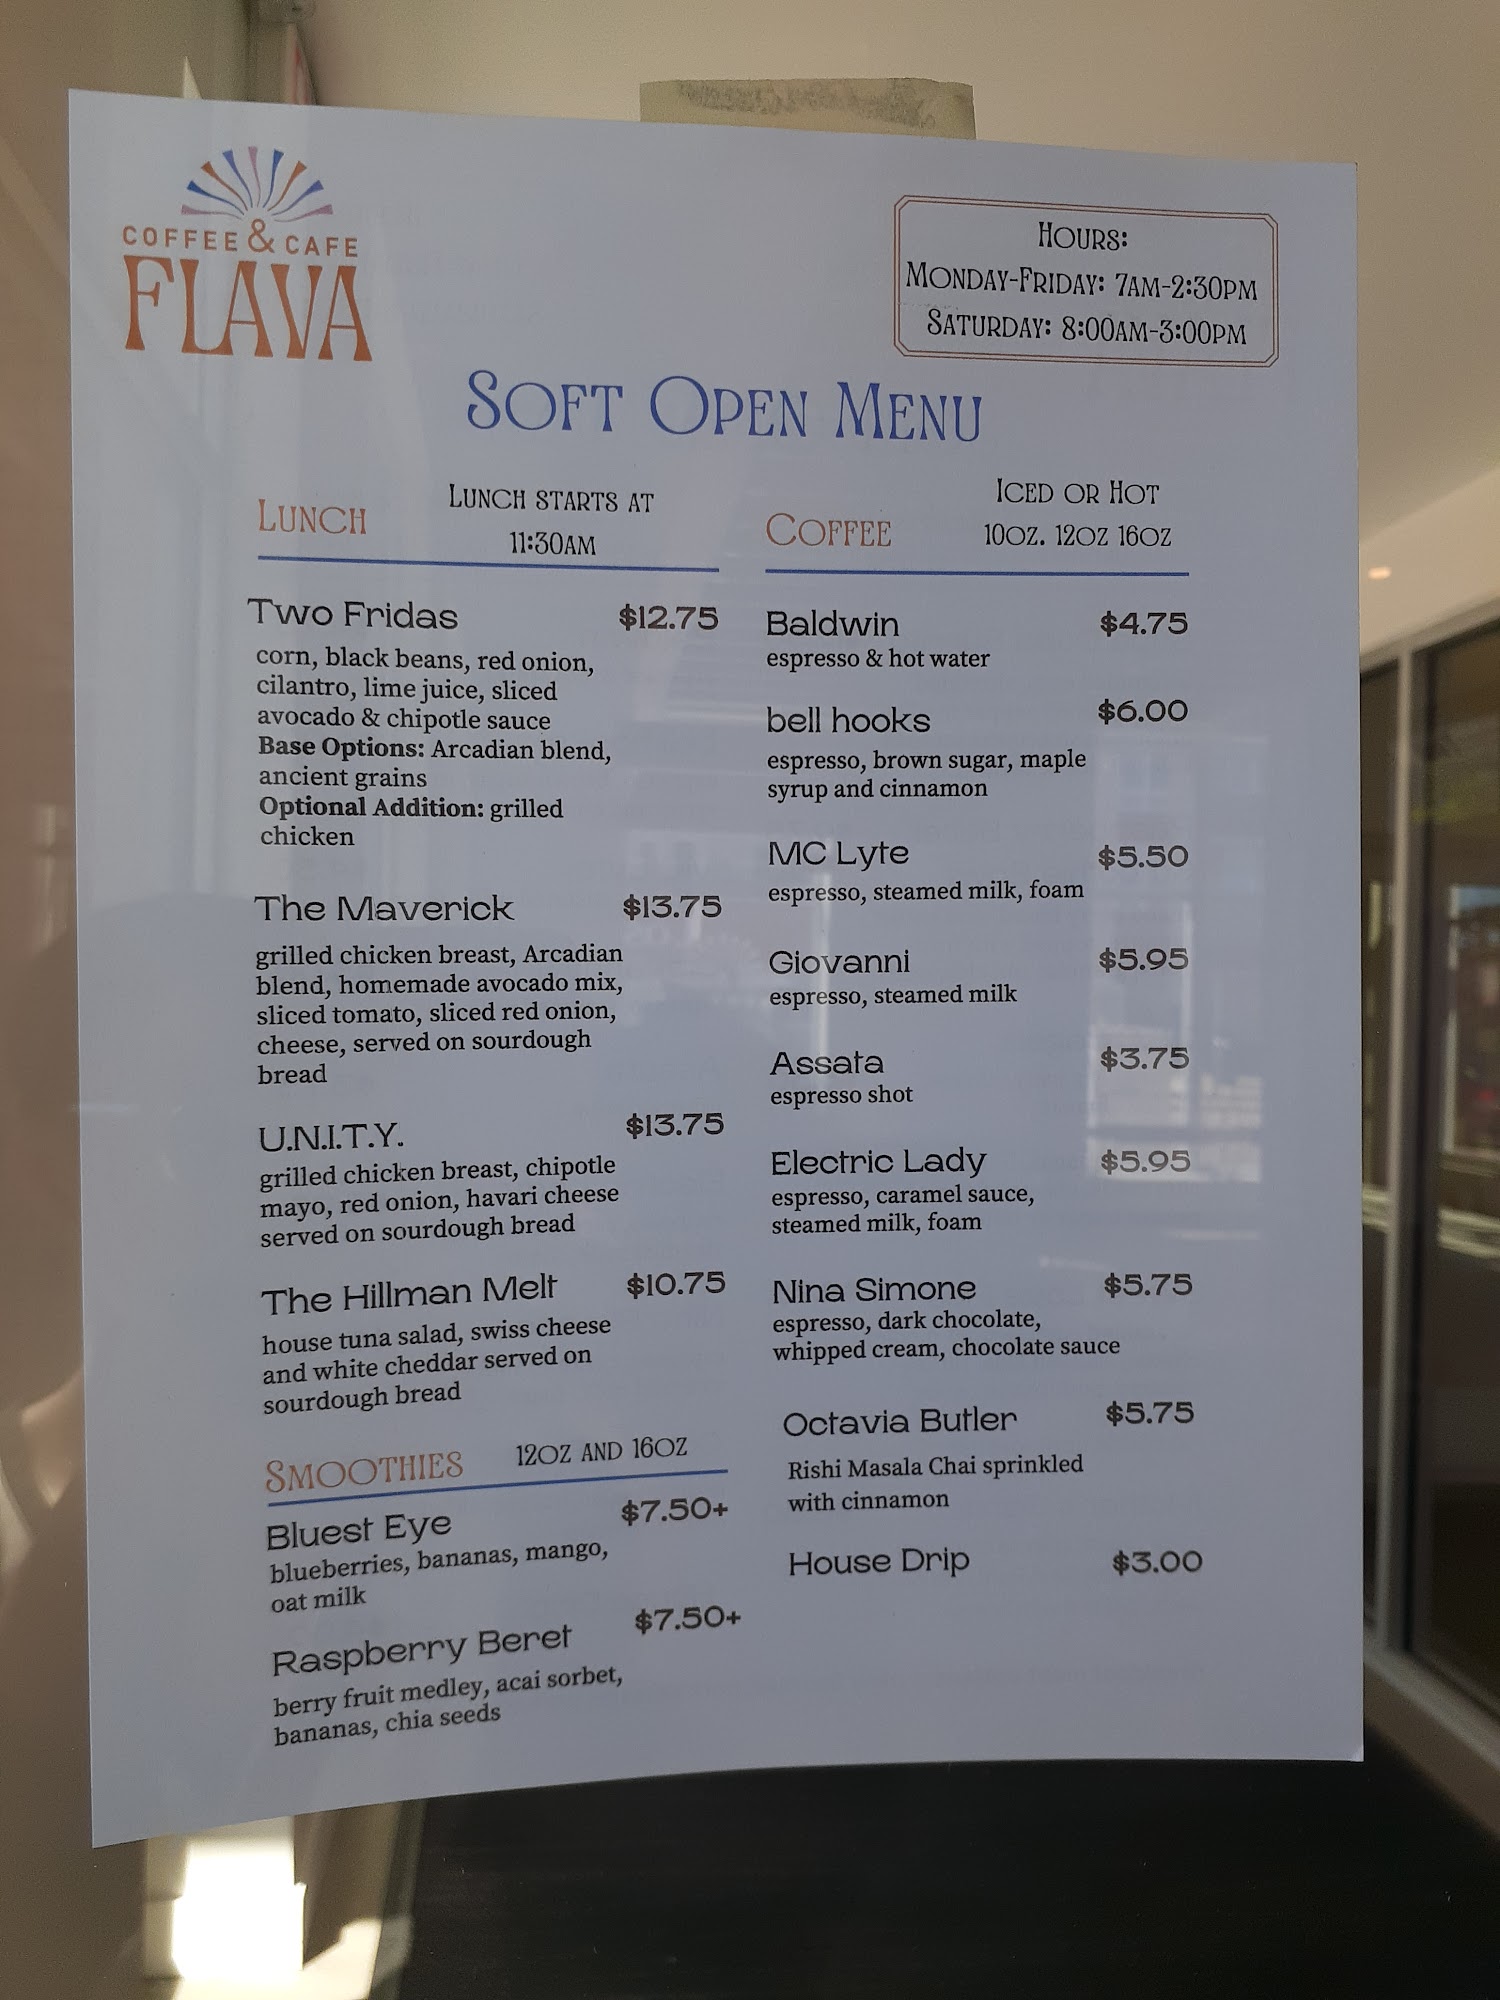 COFFEE & CAFE
FLAVA
HOURS:
MONDAY-FRIDAY: 7AM-2:30PM
SATURDAY: 8:00AM-3:00PM
SOFT OPEN MENU
LUNCH
LUNCH STARTS AT
11:30AM
Two Fridas $12.75
corn, black beans, red onion,
cilantro, lime juice, sliced
avocado & chipotle sauce
Base Options: Arcadian blend,
ancient grains
Optional Addition: grilled
chicken
The Maverick $13.75
grilled chicken breast, Arcadian
blend, homemade avocado mix,
sliced tomato, sliced red onion,
cheese, served on sourdough
bread
U.N.I.T.Y. $13.75
grilled chicken breast, chipotle
mayo, red onion, havari cheese
served on sourdough bread
The Hillman Melt $10.75
house tuna salad, swiss cheese
and white cheddar served on
sourdough bread
SMOOTHIES 12OZ AND 16OZ
Bluest Eye $7.50+
blueberries, bananas, mango,
oat milk
Raspberry Beret $7.50+
berry fruit medley, acai sorbet,
bananas, chia seeds
COFFEE
ICED OR HOT
10OZ. 12OZ 16OZ
Baldwin $4.75
espresso & hot water
bell hooks $6.00
espresso, brown sugar, maple
syrup and cinnamon
MC Lyte $5.50
espresso, steamed milk, foam
Giovanni $5.95
espresso, steamed milk
Assata $3.75
espresso shot
Electric Lady $5.95
espresso, caramel sauce,
steamed milk, foam
Nina Simone $5.75
espresso, dark chocolate,
whipped cream, chocolate sauce
Octavia Butler $5.75
Rishi Masala Chai sprinkled
with cinnamon
House Drip $3.00